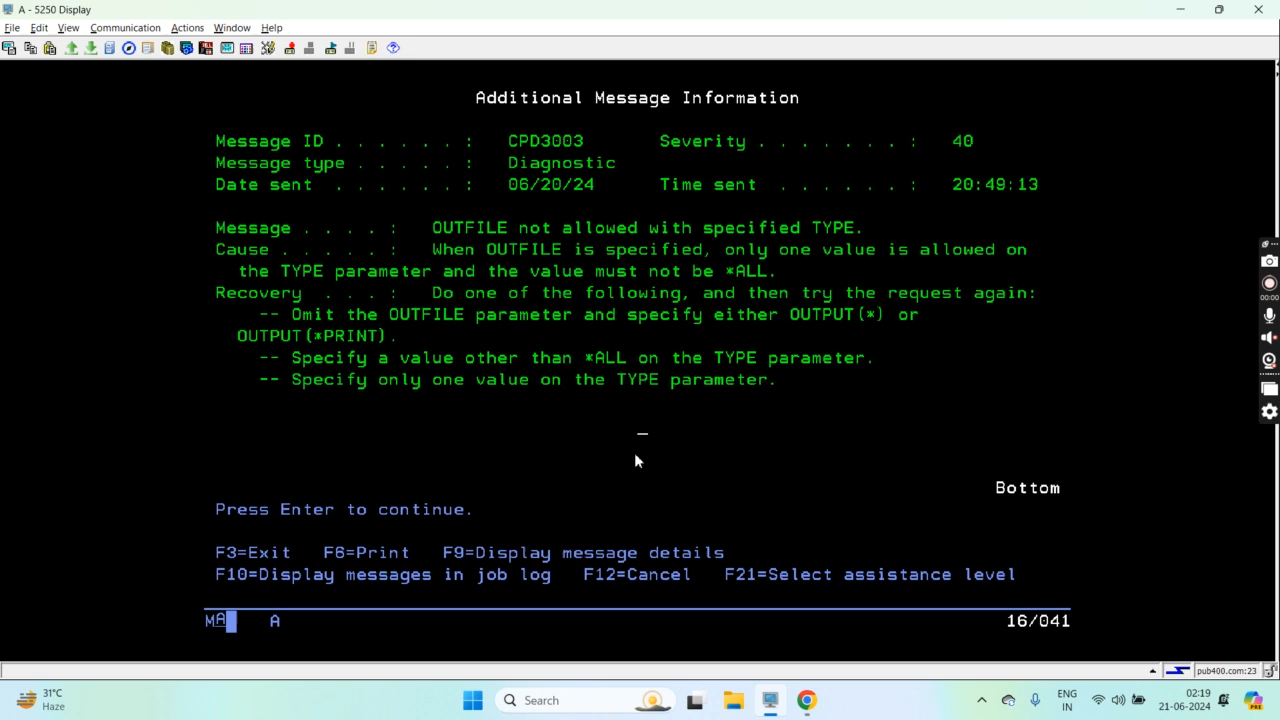 A - 5250 Display
File Edit View Communication Actions Window Help
Additional Message Information
Message ID . . . . . . : CPD3003 Severity . . . . . . . : 40
Message type . . . . . : Diagnostic
Date sent . . . . . . : 06/20/24 Time sent . . . . . . : 20:49:13
Message . . . . : OUTFILE not allowed with specified TYPE.
Cause . . . . . : When OUTFILE is specified, only one value is allowed on
the TYPE parameter and the value must not be *ALL.
Recovery . . . : Do one of the following, and then try the request again:
-- Omit the OUTFILE parameter and specify either OUTPUT(*) or
OUTPUT(*PRINT).
-- Specify a value other than *ALL on the TYPE parameter.
-- Specify only one value on the TYPE parameter.
Bottom
Press Enter to continue.
F3=Exit F6=Print F9=Display message details
F10=Display messages in job log F12=Cancel F21=Select assistance level
MA A 16/041
pub400.com:23
00:00
31°C
Haze
Search
ENG
IN
02:19
21-06-2024
PRE